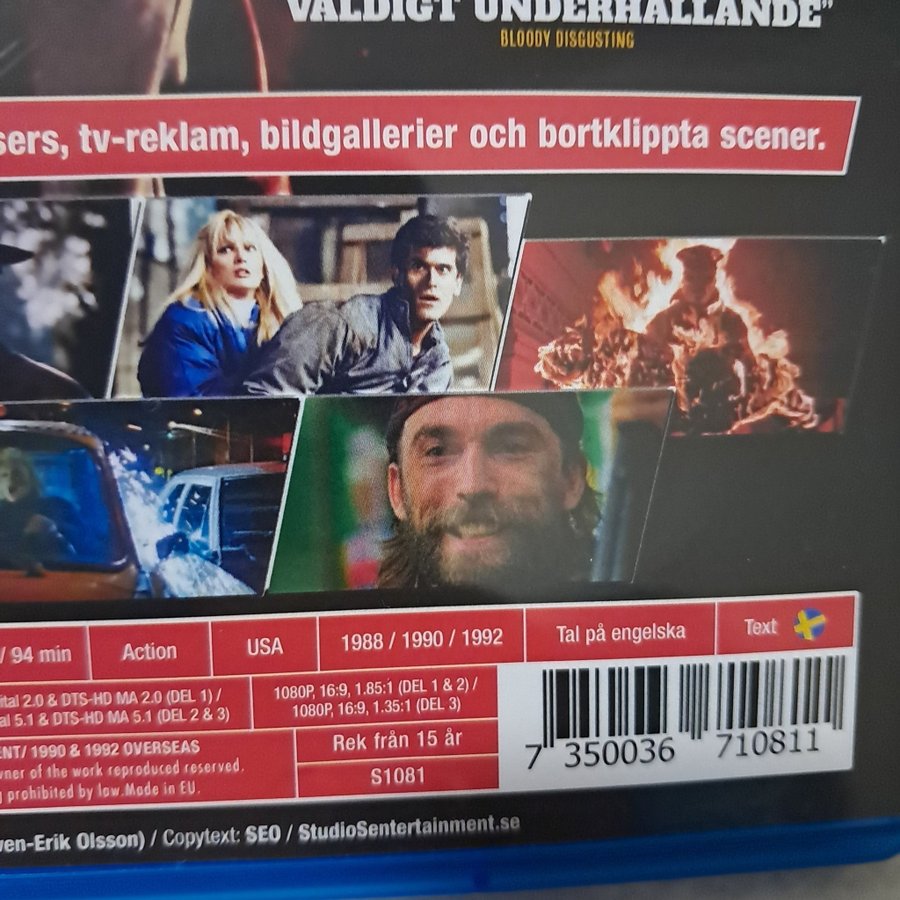 VÄLDIGT UNDERHÅLLANDE”
BLOODY DISGUSTING
sers, tv-reklam, bildgallerier och bortklippta scener.
/ 94 min
Action
USA
1988 / 1990 / 1992
Tal på engelska
Text
ital 2.0 & DTS-HD MA 2.0 (DEL 1) /
al 5.1 & DTS-HD MA 5.1 (DEL 2 & 3)
1080P, 16:9, 1.85:1 (DEL 1 & 2) /
1080P, 16:9, 1.35:1 (DEL 3)
ENT/ 1990 & 1992 OVERSEAS
wner of the work reproduced reserved.
g prohibited by law.Made in EU.
Rek från 15 år
S1081
7 350036 710811
ven-Erik Olsson) / Copytext: SEO / StudioSentertainment.se